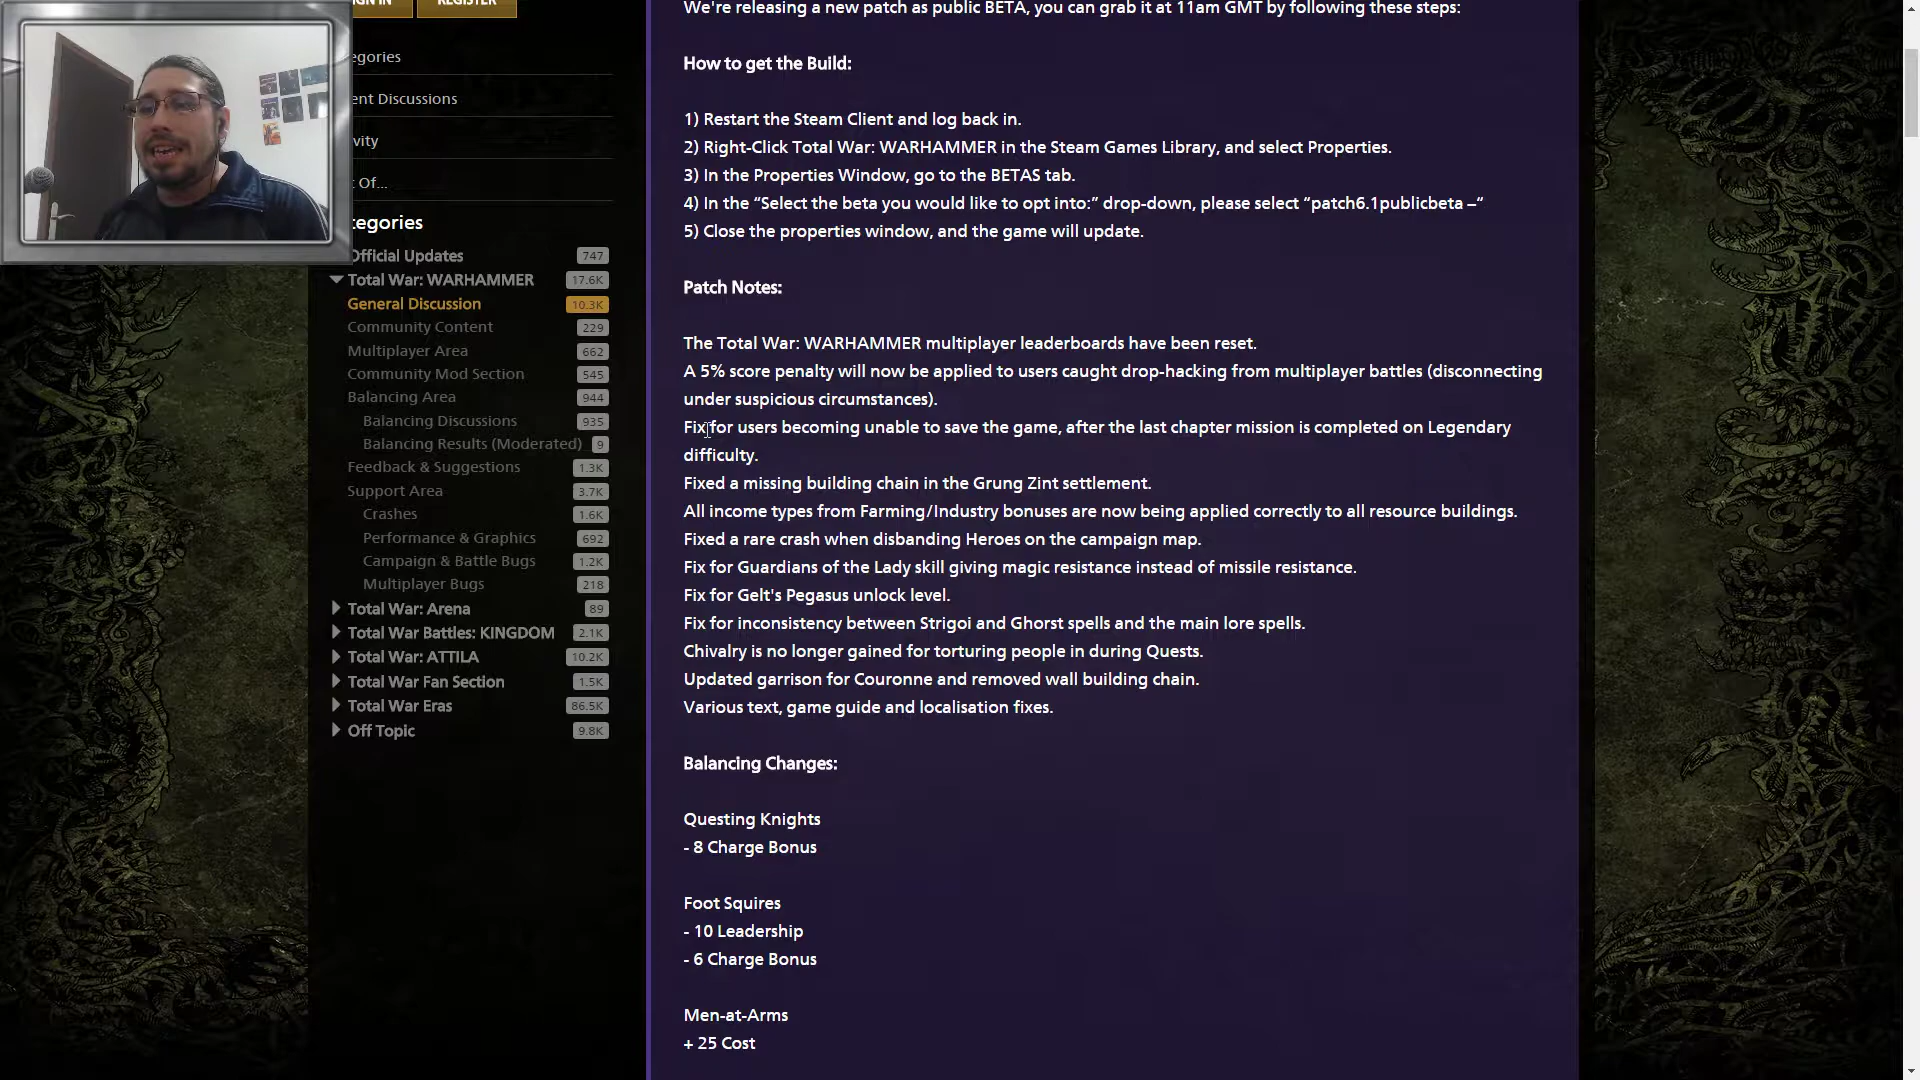 SIGN IN
REGISTER
egories
ent Discussions
vity
t Of...
tegories
Official Updates 747
Total War: WARHAMMER 17.6K
General Discussion 10.3K
Community Content 229
Multiplayer Area 662
Community Mod Section 545
Balancing Area 944
Balancing Discussions 935
Balancing Results (Moderated) 9
Feedback & Suggestions 1.3K
Support Area 3.7K
Crashes 1.6K
Performance & Graphics 692
Campaign & Battle Bugs 1.2K
Multiplayer Bugs 218
Total War: Arena 89
Total War Battles: KINGDOM 2.1K
Total War: ATTILA 10.2K
Total War Fan Section 1.5K
Total War Eras 86.5K
Off Topic 9.8K
We're releasing a new patch as public BETA, you can grab it at 11am GMT by following these steps:
How to get the Build:
1) Restart the Steam Client and log back in.
2) Right-Click Total War: WARHAMMER in the Steam Games Library, and select Properties.
3) In the Properties Window, go to the BETAS tab.
4) In the “Select the beta you would like to opt into:” drop-down, please select “patch6.1publicbeta –“
5) Close the properties window, and the game will update.
Patch Notes:
The Total War: WARHAMMER multiplayer leaderboards have been reset.
A 5% score penalty will now be applied to users caught drop-hacking from multiplayer battles (disconnecting
under suspicious circumstances).
Fix for users becoming unable to save the game, after the last chapter mission is completed on Legendary
difficulty.
Fixed a missing building chain in the Grung Zint settlement.
All income types from Farming/Industry bonuses are now being applied correctly to all resource buildings.
Fixed a rare crash when disbanding Heroes on the campaign map.
Fix for Guardians of the Lady skill giving magic resistance instead of missile resistance.
Fix for Gelt's Pegasus unlock level.
Fix for inconsistency between Strigoi and Ghorst spells and the main lore spells.
Chivalry is no longer gained for torturing people in during Quests.
Updated garrison for Couronne and removed wall building chain.
Various text, game guide and localisation fixes.
Balancing Changes:
Questing Knights
- 8 Charge Bonus
Foot Squires
- 10 Leadership
- 6 Charge Bonus
Men-at-Arms
+ 25 Cost